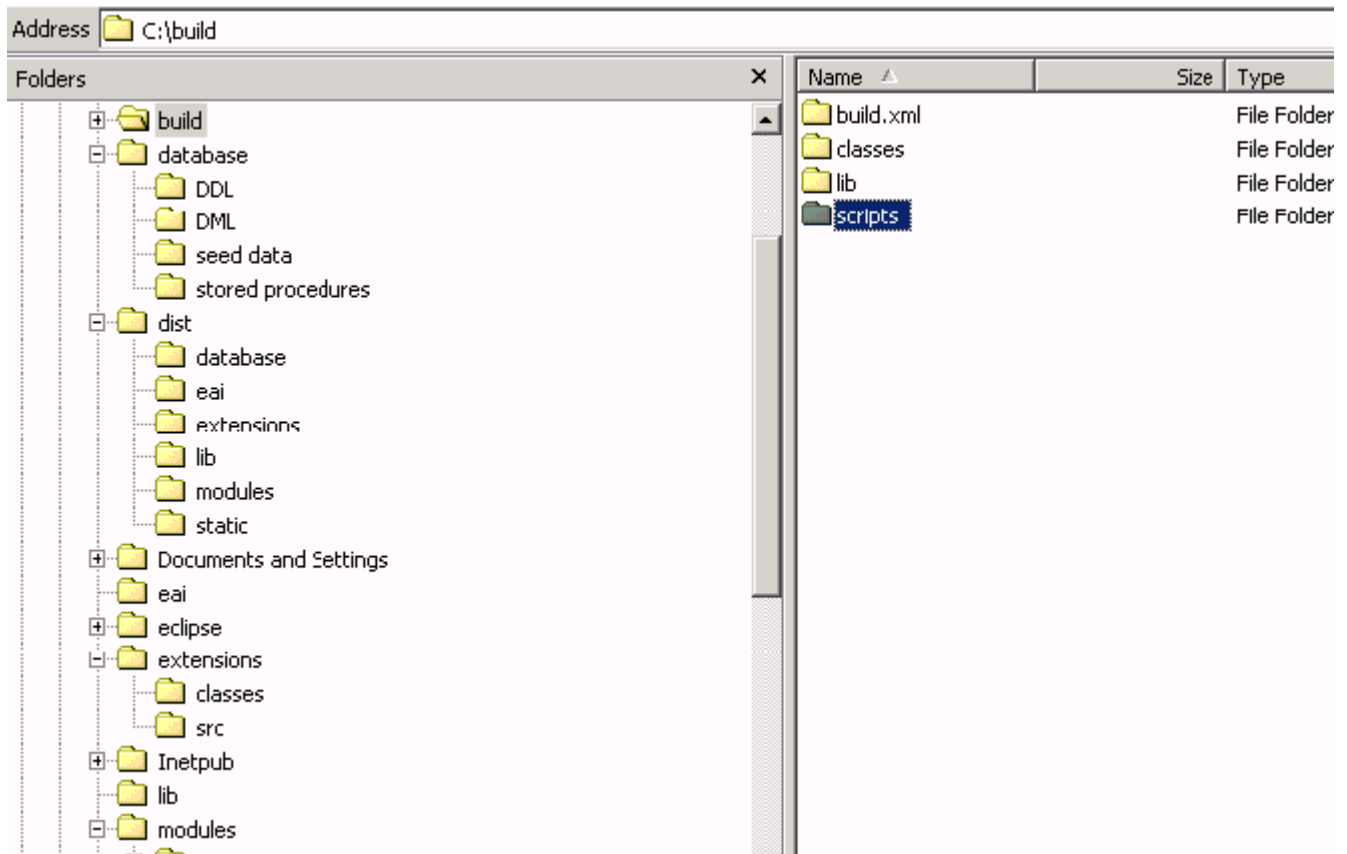 Address C:\build
Folders
build
database
DDL
DML
seed data
stored procedures
dist
database
eai
extensions
lib
modules
static
Documents and Settings
eai
eclipse
extensions
classes
src
Inetpub
lib
modules
Name Size Type
build.xml File Folder
classes File Folder
lib File Folder
scripts File Folder